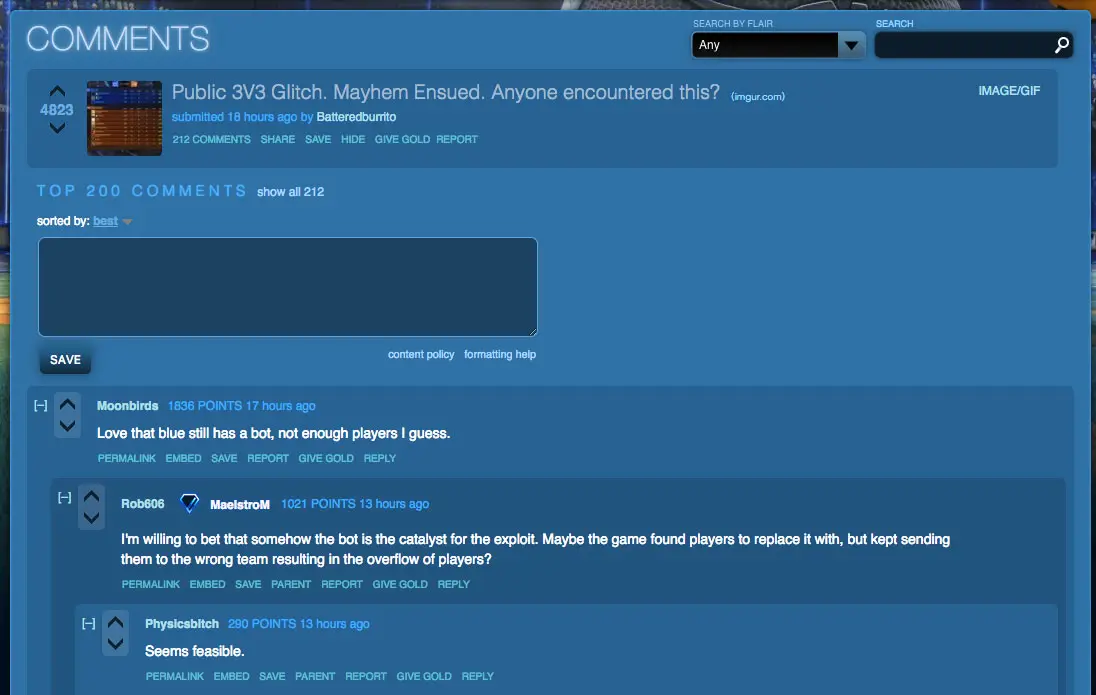 COMMENTS
SEARCH BY FLAIR
SEARCH
Any
4823
Public 3V3 Glitch. Mayhem Ensued. Anyone encountered this? (imgur.com)
IMAGE/GIF
submitted 18 hours ago by Batteredburrito
212 COMMENTS SHARE SAVE HIDE GIVE GOLD REPORT
TOP 200 COMMENTS show all 212
sorted by: best
SAVE
content policy formatting help
[–] Moonbirds 1836 POINTS 17 hours ago
Love that blue still has a bot, not enough players I guess.
PERMALINK EMBED SAVE REPORT GIVE GOLD REPLY
[–] Rob606 MaelstroM 1021 POINTS 13 hours ago
I'm willing to bet that somehow the bot is the catalyst for the exploit. Maybe the game found players to replace it with, but kept sending
them to the wrong team resulting in the overflow of players?
PERMALINK EMBED SAVE PARENT REPORT GIVE GOLD REPLY
[–] Physicsbitch 290 POINTS 13 hours ago
Seems feasible.
PERMALINK EMBED SAVE PARENT REPORT GIVE GOLD REPLY